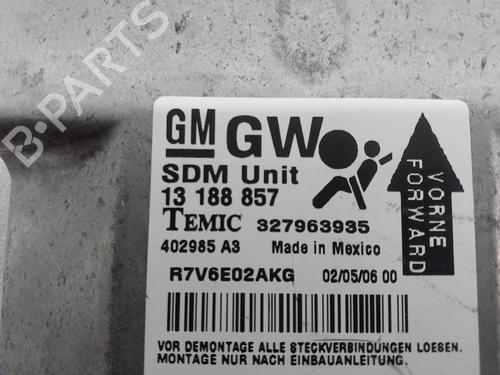 B-PARTS
GM GW
SDM Unit
13 188 857
TEMIC 327963935
402985 A3 Made in Mexico
R7V6E02AKG 02/05/06 00
VORNE
FORWARD
VOR DEMONTAGE ALLE STECKVERBINDUNGEN LOESEN.
MONTAGE NUR NACH EINBAUANLEITUNG.